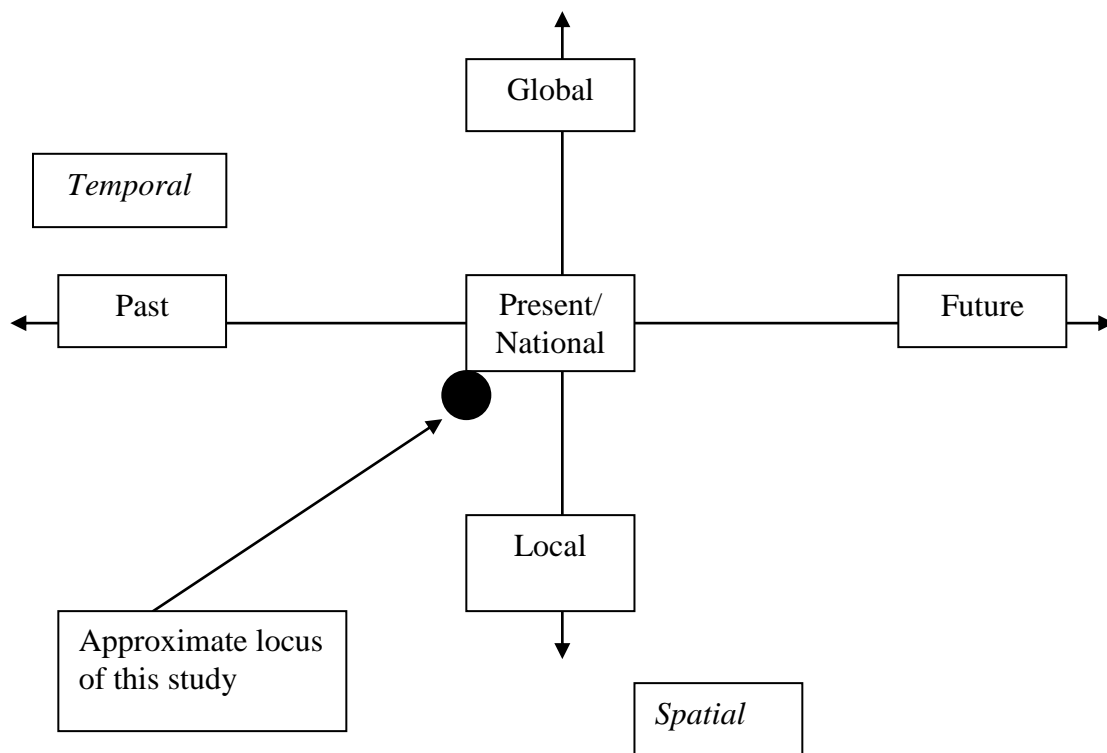 Global
Temporal
Past
Present/
National
Future
Local
Approximate locus
of this study
Spatial